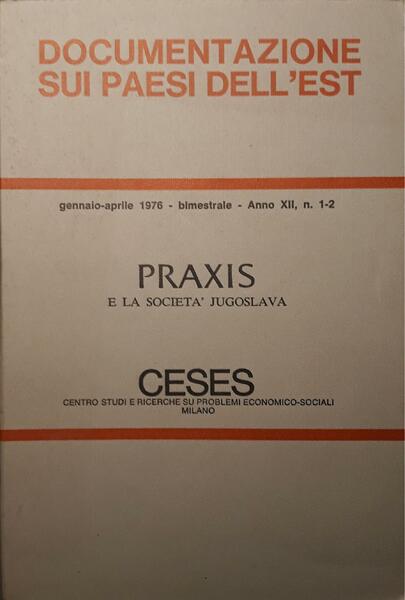 DOCUMENTAZIONE
SUI PAESI DELL'EST
gennaio-aprile 1976 - bimestrale - Anno XII, n. 1-2
PRAXIS
E LA SOCIETA' JUGOSLAVA
CESES
CENTRO STUDI E RICERCHE SU PROBLEMI ECONOMICO-SOCIALI
MILANO